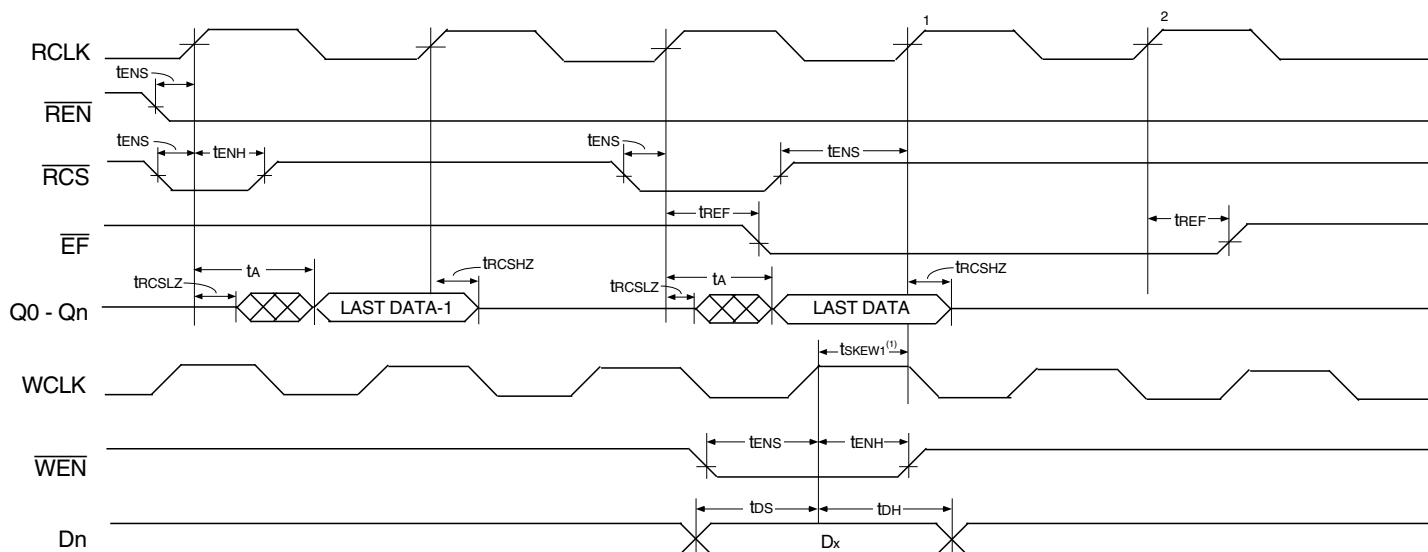 1 2
RCLK
tENS
REN
tENS tENH tENS tENS
RCS
tREF tREF
EF
tRCSLZ tA tRCSHZ tRCSLZ tA tRCSHZ
Q0 - Qn LAST DATA-1 LAST DATA
tSKEW1(1)
WCLK
tENS tENH
WEN
tDS tDH
Dn Dx